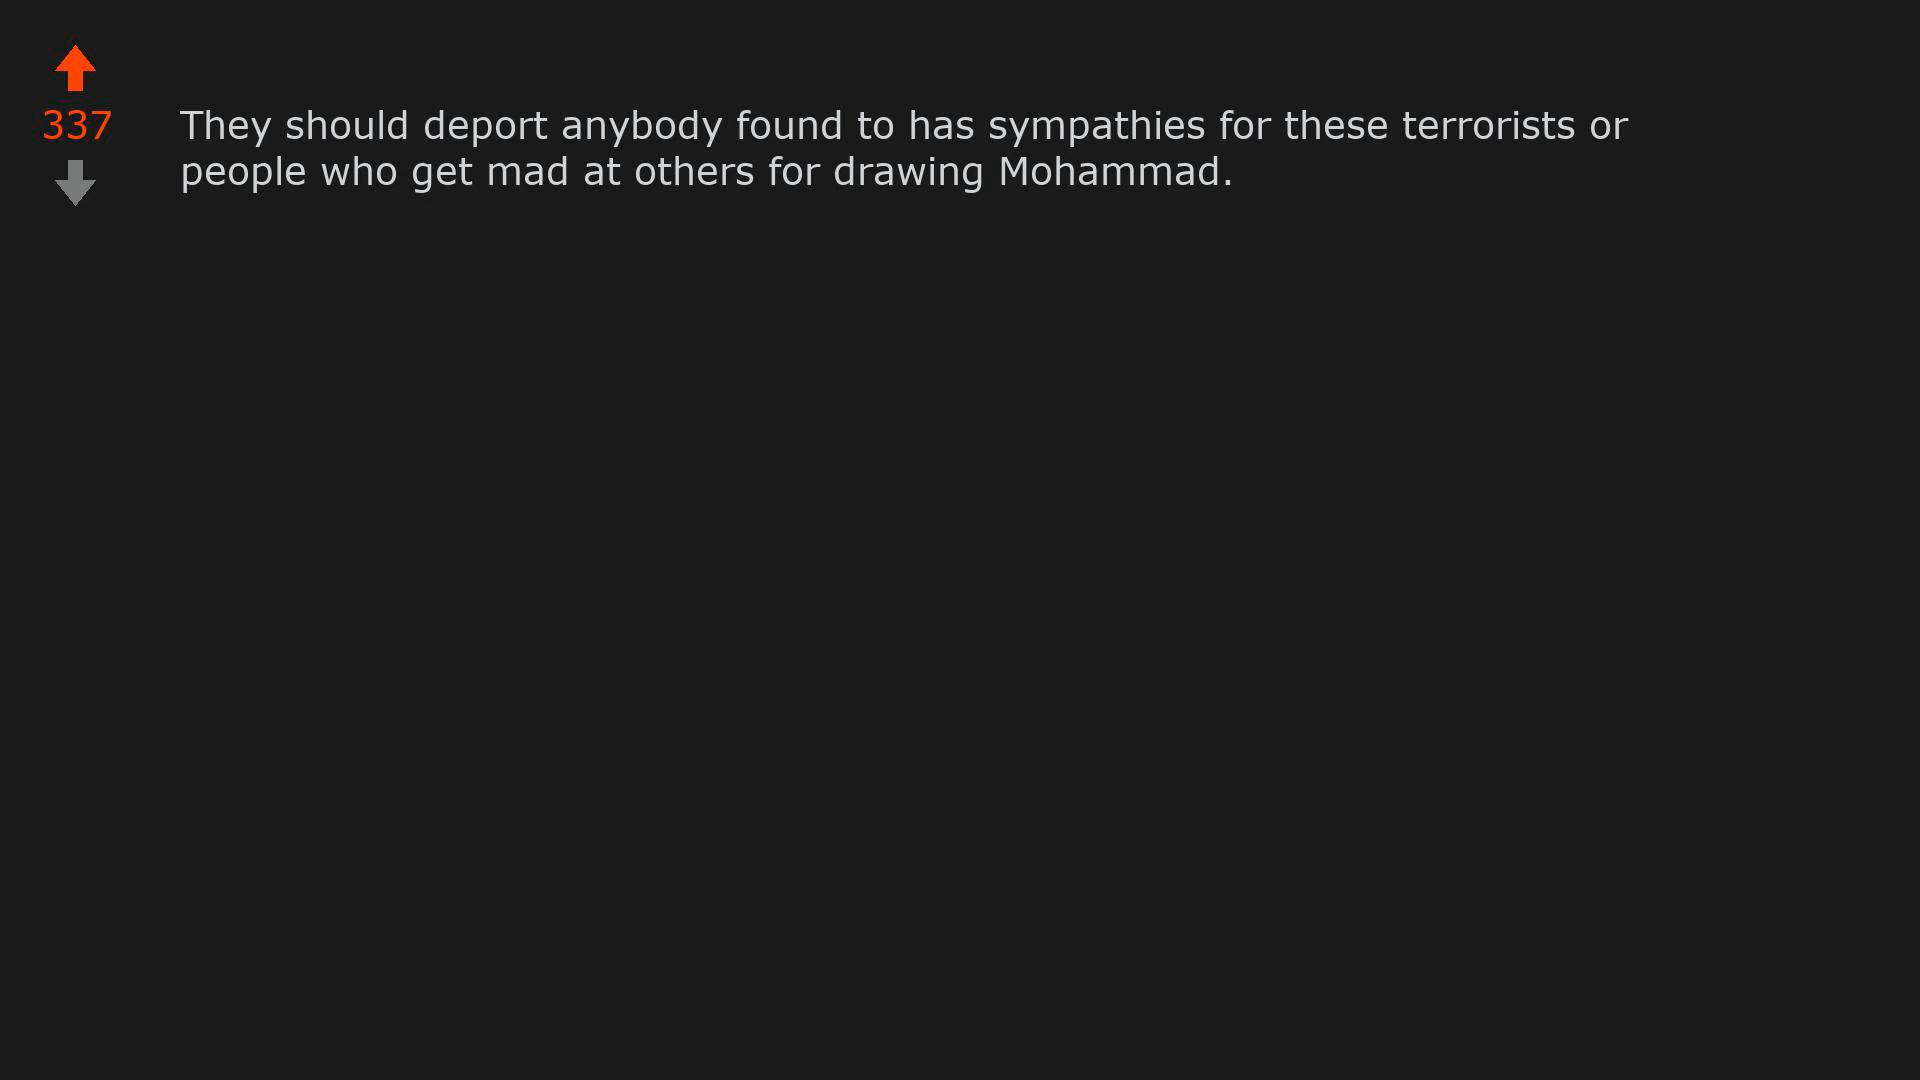 337
They should deport anybody found to has sympathies for these terrorists or
people who get mad at others for drawing Mohammad.